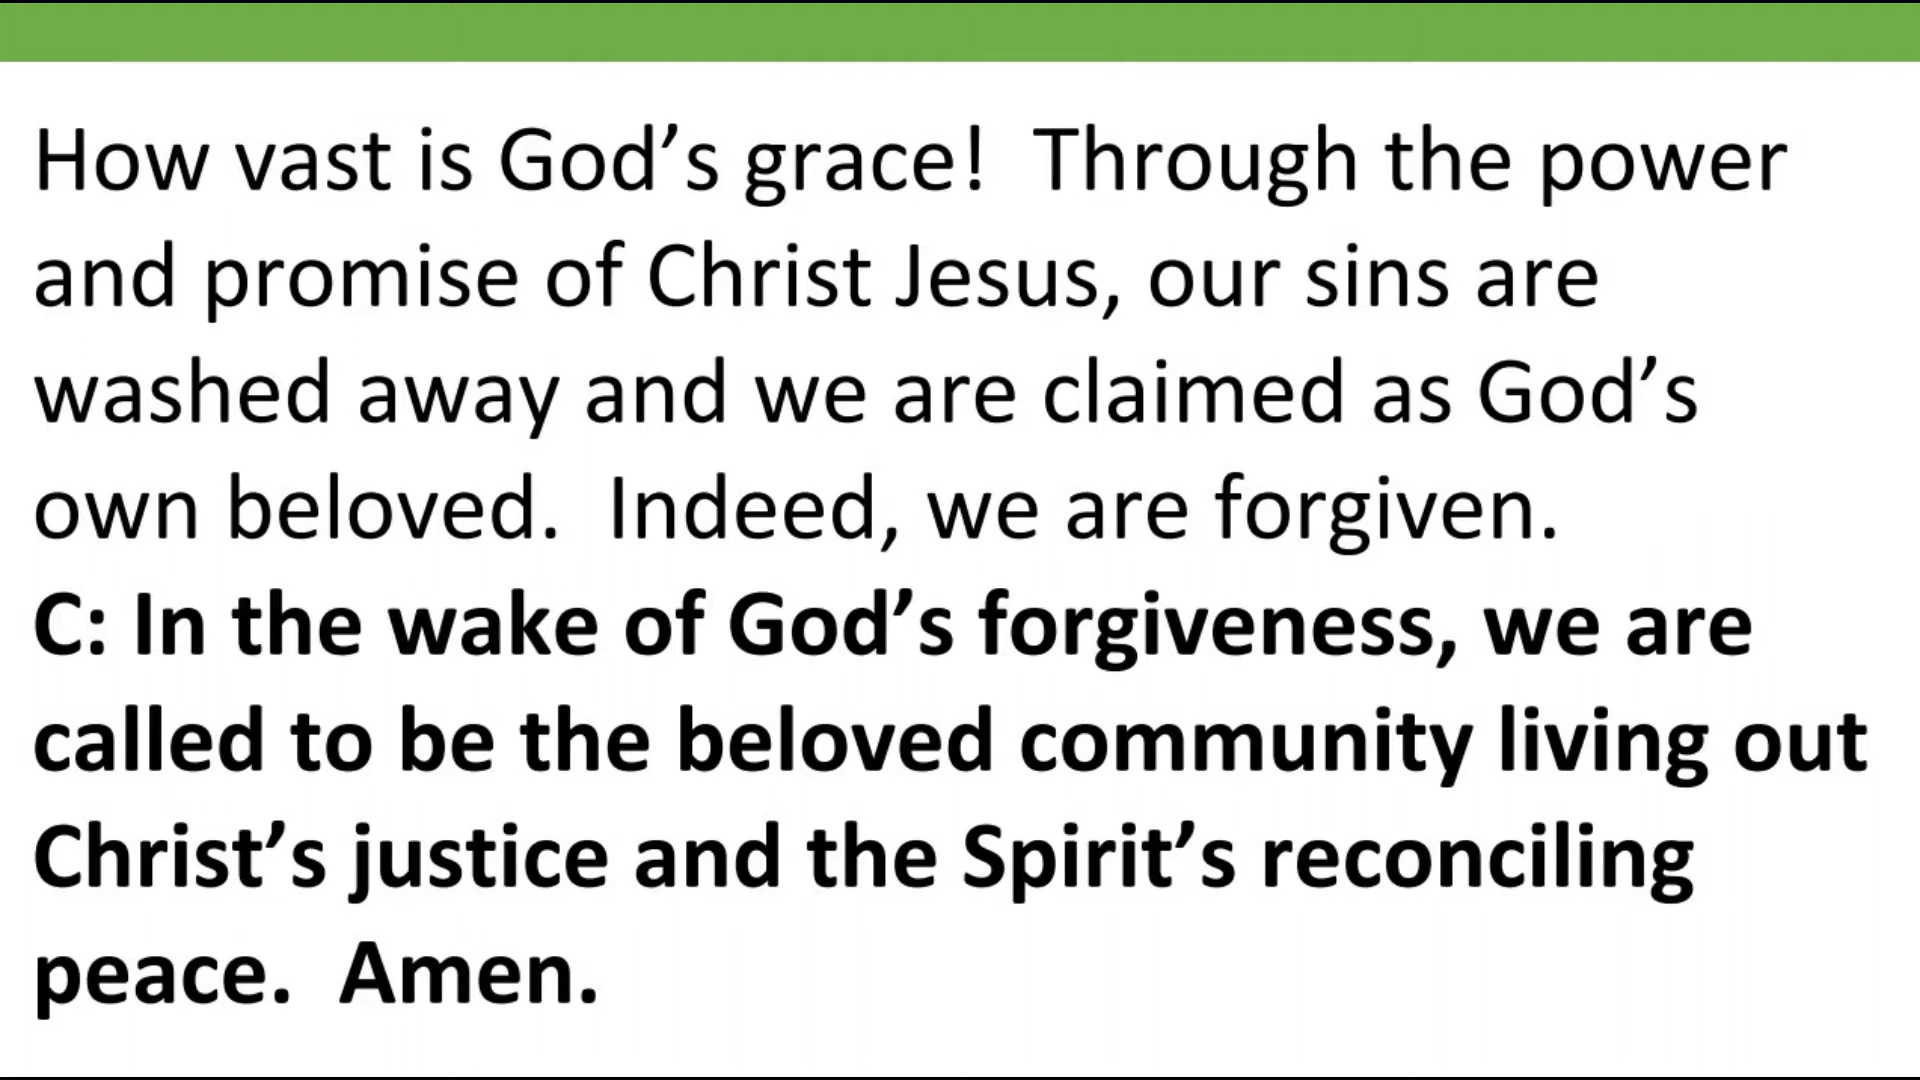 How vast is God’s grace!  Through the power
and promise of Christ Jesus, our sins are
washed away and we are claimed as God’s
own beloved.  Indeed, we are forgiven.
C: In the wake of God’s forgiveness, we are
called to be the beloved community living out
Christ’s justice and the Spirit’s reconciling
peace.  Amen.